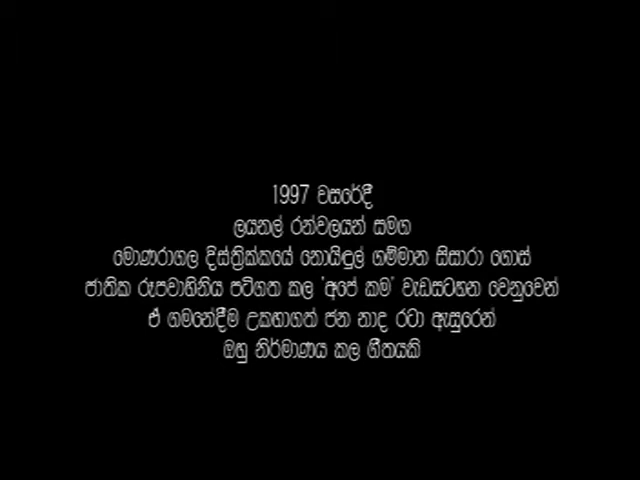 1997 වසරේදී
ලයනල් රන්වලයන් සමග
මොණරාගල දිස්ත්‍රික්කයේ නොයිඳුල් ගම්මාන සිසාරා ගොස්
ජාතික රූපවාහිනිය පටිගත කල 'අපේ කම' වැඩසටහන වෙනුවෙන්
ඒ ගමනේදීම උකහාගත් ජන නාද රටා ඇසුරෙන්
ඔහු නිර්මාණය කල ගීතයකි